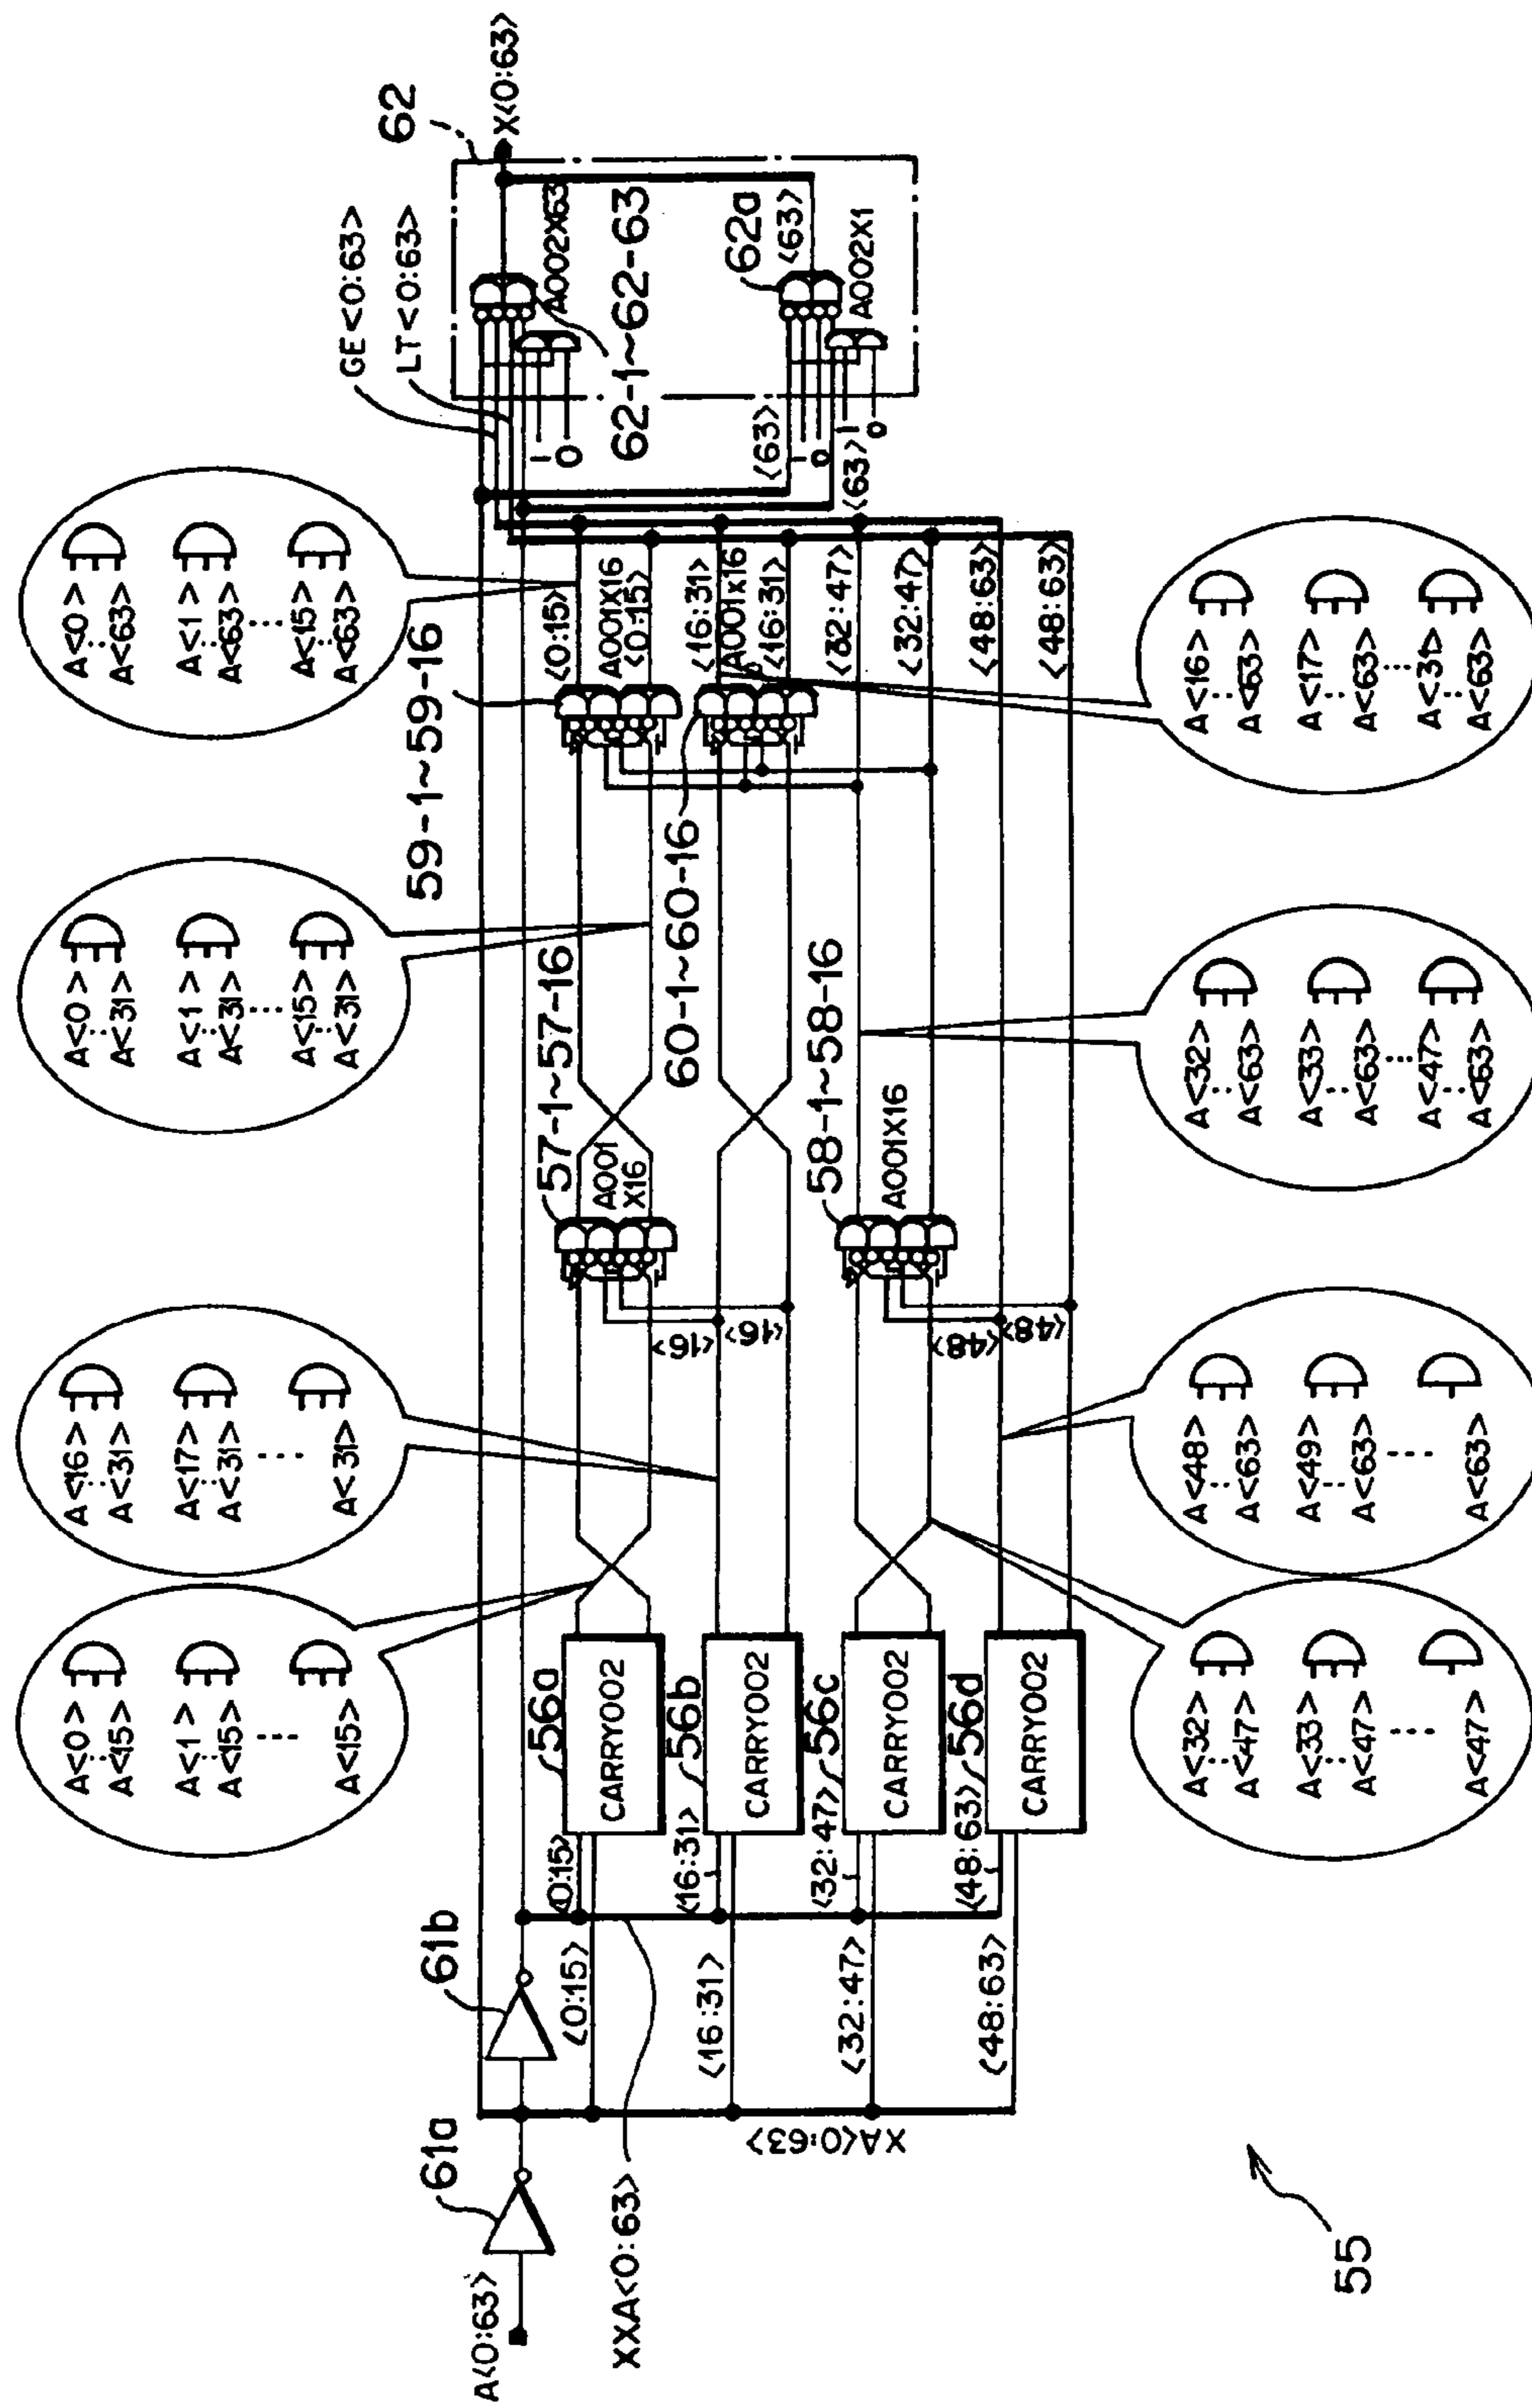 A<0:63>
61a
61b
XXA<0:63>
XA<0:63>
<0:15>
<16:31>
<32:47>
<48:63>
<0:15>
<16:31>
<32:47>
<48:63>
56a
56b
56c
56d
CARRY002
CARRY002
CARRY002
CARRY002
A<0>
A<15>
A<1>
A<15>
A<15>
A<16>
A<31>
A<17>
A<31>
A<31>
A<0>
A<31>
A<1>
A<31>
A<15>
A<31>
A<0>
A<63>
A<1>
A<63>
A<15>
A<63>
<16>
<16>
<48>
<48>
57-1~57-16
A001
X16
58-1~58-16
A001X16
59-1~59-16
60-1~60-16
<0:15>
A001X16
<0:15>
<16:31>
A001x16
<16:31>
<32:47>
<32:47>
<48:63>
<48:63>
GE<0:63>
LT<0:63>
62
X<0:63>
A002X63
62-1~62-63
1
0
<63>
1
0
<63>
1
0
62a
<63>
A002X1
A<32>
A<47>
A<33>
A<47>
A<47>
A<48>
A<63>
A<49>
A<63>
A<63>
A<32>
A<63>
A<33>
A<63>
A<47>
A<63>
A<16>
A<63>
A<17>
A<63>
A<31>
A<63>
55